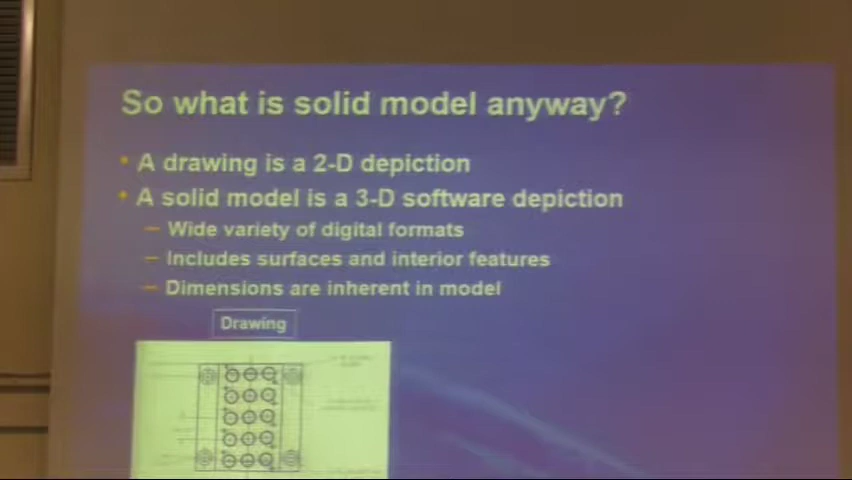 So what is solid model anyway?
• A drawing is a 2-D depiction
• A solid model is a 3-D software depiction
– Wide variety of digital formats
– Includes surfaces and interior features
– Dimensions are inherent in model
Drawing